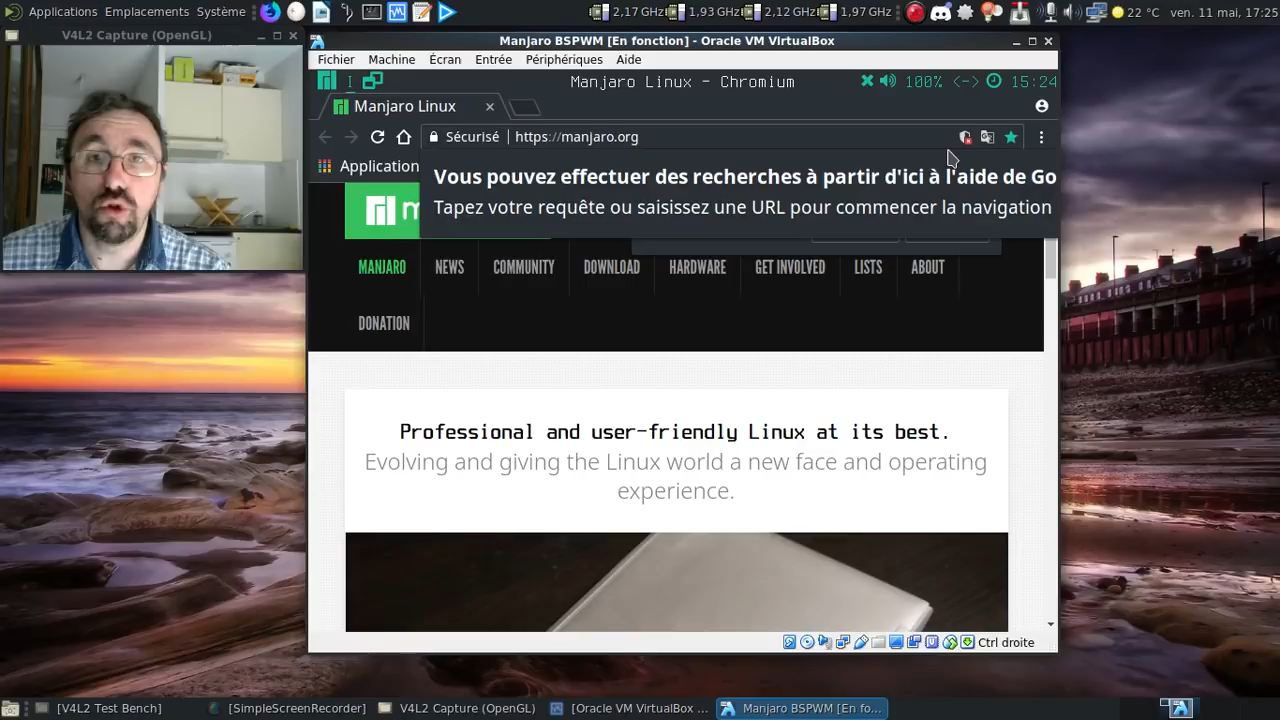 Applications Emplacements Système
2,17 GHz 1,93 GHz 2,12 GHz 1,97 GHz
22 °C ven. 11 mai, 17:25
V4L2 Capture (OpenGL)
Manjaro BSPWM [En fonction] - Oracle VM VirtualBox
Fichier Machine Écran Entrée Périphériques Aide
I Manjaro Linux - Chromium 100% <-> 15:24
Manjaro Linux
Sécurisé https://manjaro.org
Application
Vous pouvez effectuer des recherches à partir d'ici à l'aide de Go
Tapez votre requête ou saisissez une URL pour commencer la navigation
MANJARO NEWS COMMUNITY DOWNLOAD HARDWARE GET INVOLVED LISTS ABOUT
DONATION
Professional and user-friendly Linux at its best.
Evolving and giving the Linux world a new face and operating
experience.
Ctrl droite
[V4L2 Test Bench] [SimpleScreenRecorder] V4L2 Capture (OpenGL) [Oracle VM VirtualBox ... Manjaro BSPWM [En fo...